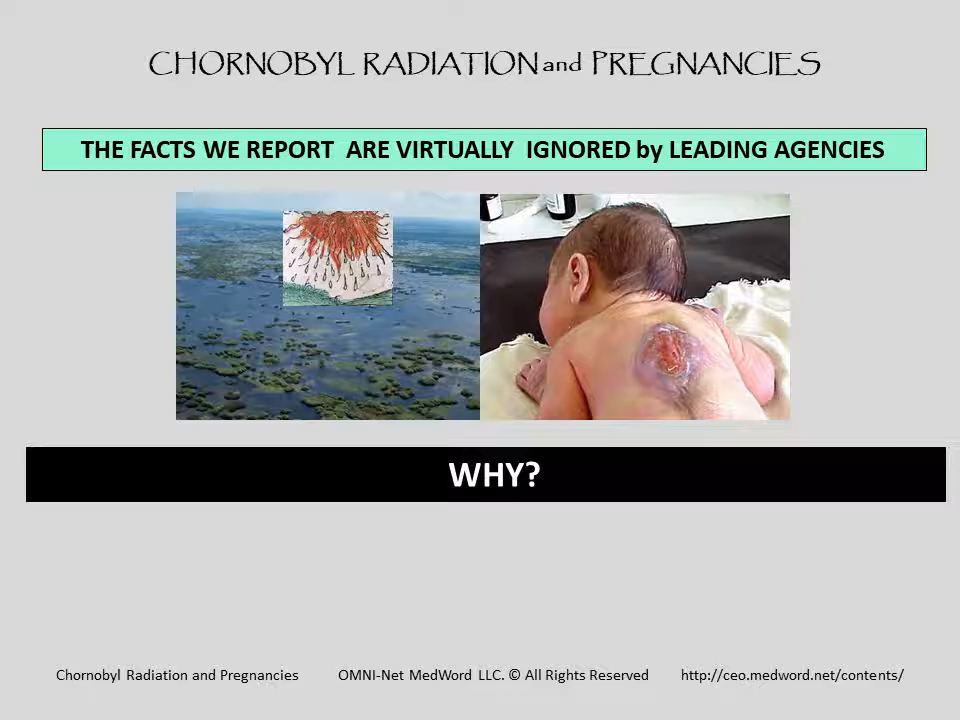 CHORNOBYL RADIATION and PREGNANCIES
THE FACTS WE REPORT ARE VIRTUALLY IGNORED by LEADING AGENCIES
WHY?
Chornobyl Radiation and Pregnancies OMNI-Net MedWord LLC. © All Rights Reserved http://ceo.medword.net/contents/